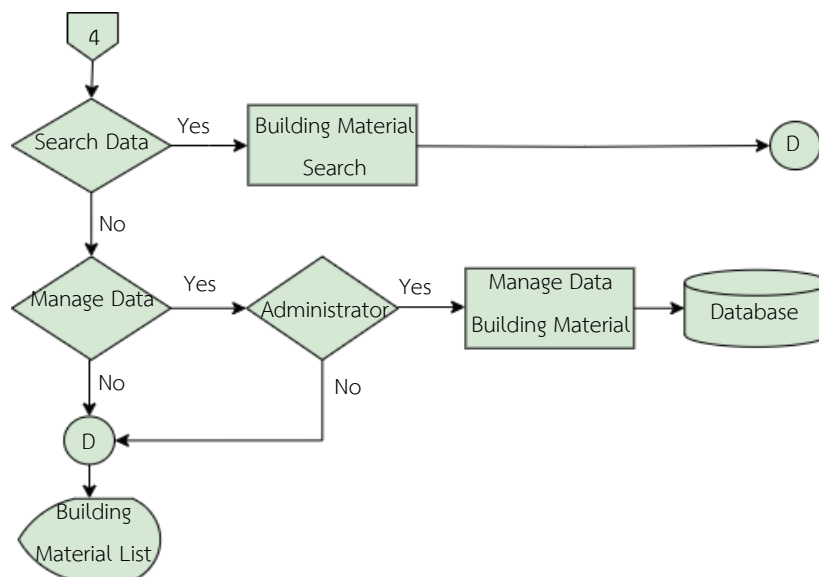 4
Search Data
Yes
Building Material
Search
D
No
Manage Data
Yes
Administrator
Yes
Manage Data
Building Material
Database
No
No
D
Building
Material List